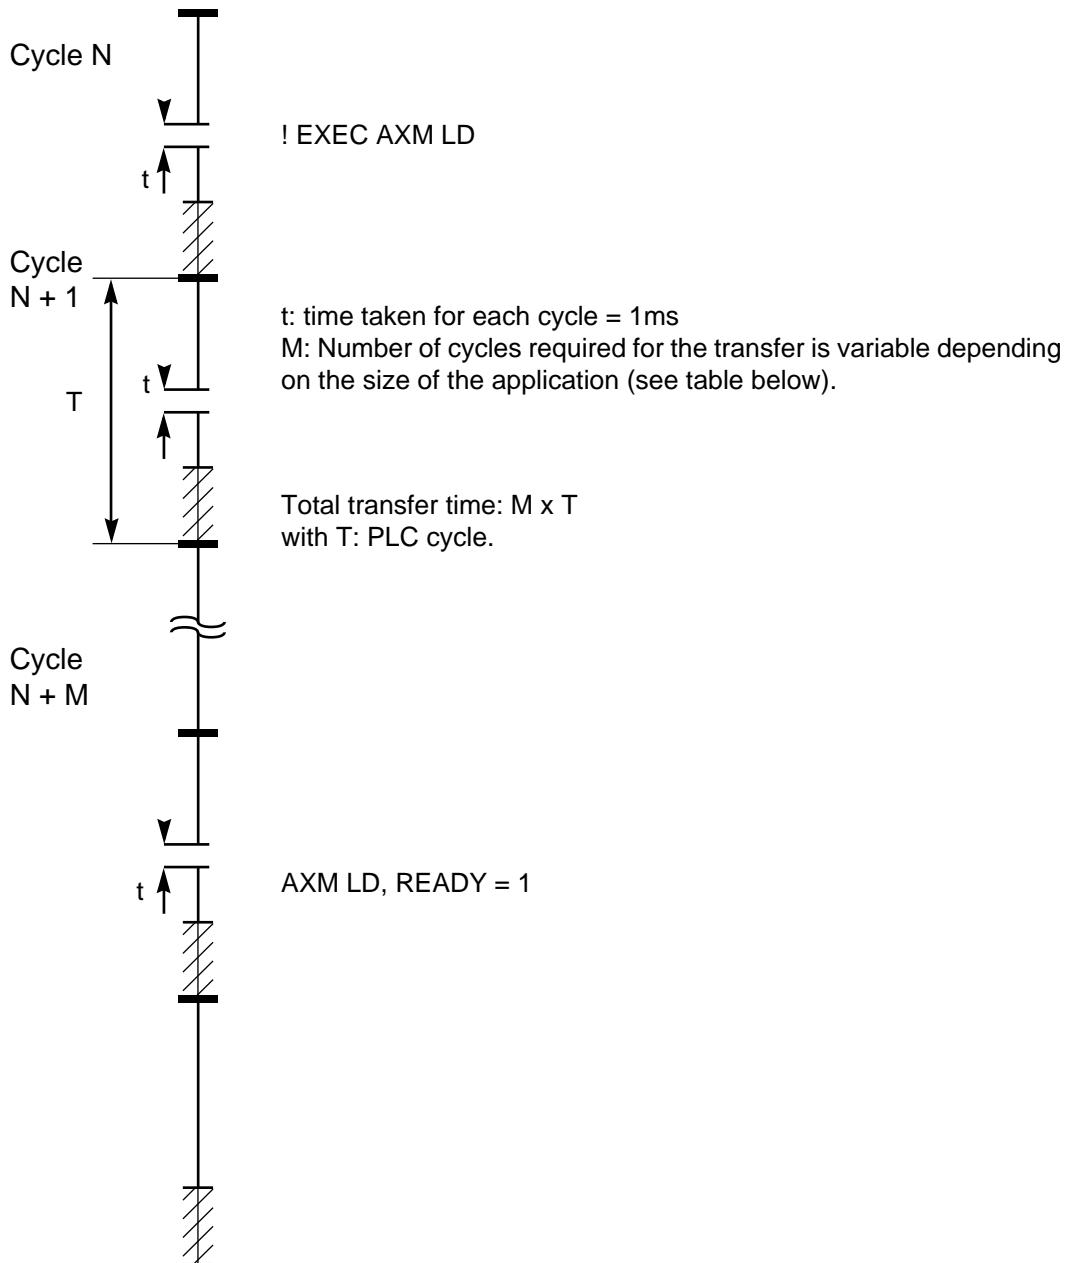 Cycle N
! EXEC AXM LD
t
Cycle
N + 1
t: time taken for each cycle = 1ms
M: Number of cycles required for the transfer is variable depending
on the size of the application (see table below).
t
T
Total transfer time: M x T
with T: PLC cycle.
Cycle
N + M
t
AXM LD, READY = 1